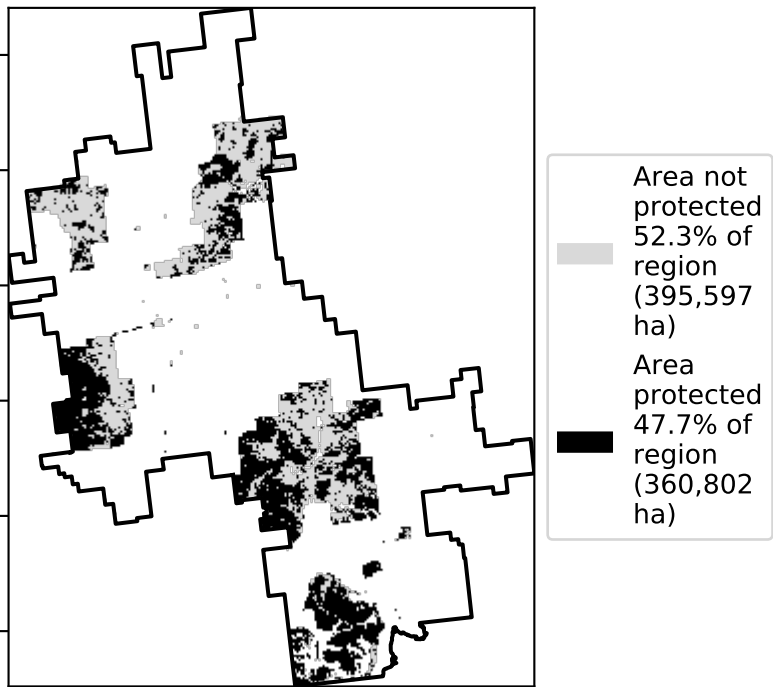 Area not
protected
52.3% of
region
(395,597
ha)
Area
protected
47.7% of
region
(360,802
ha)